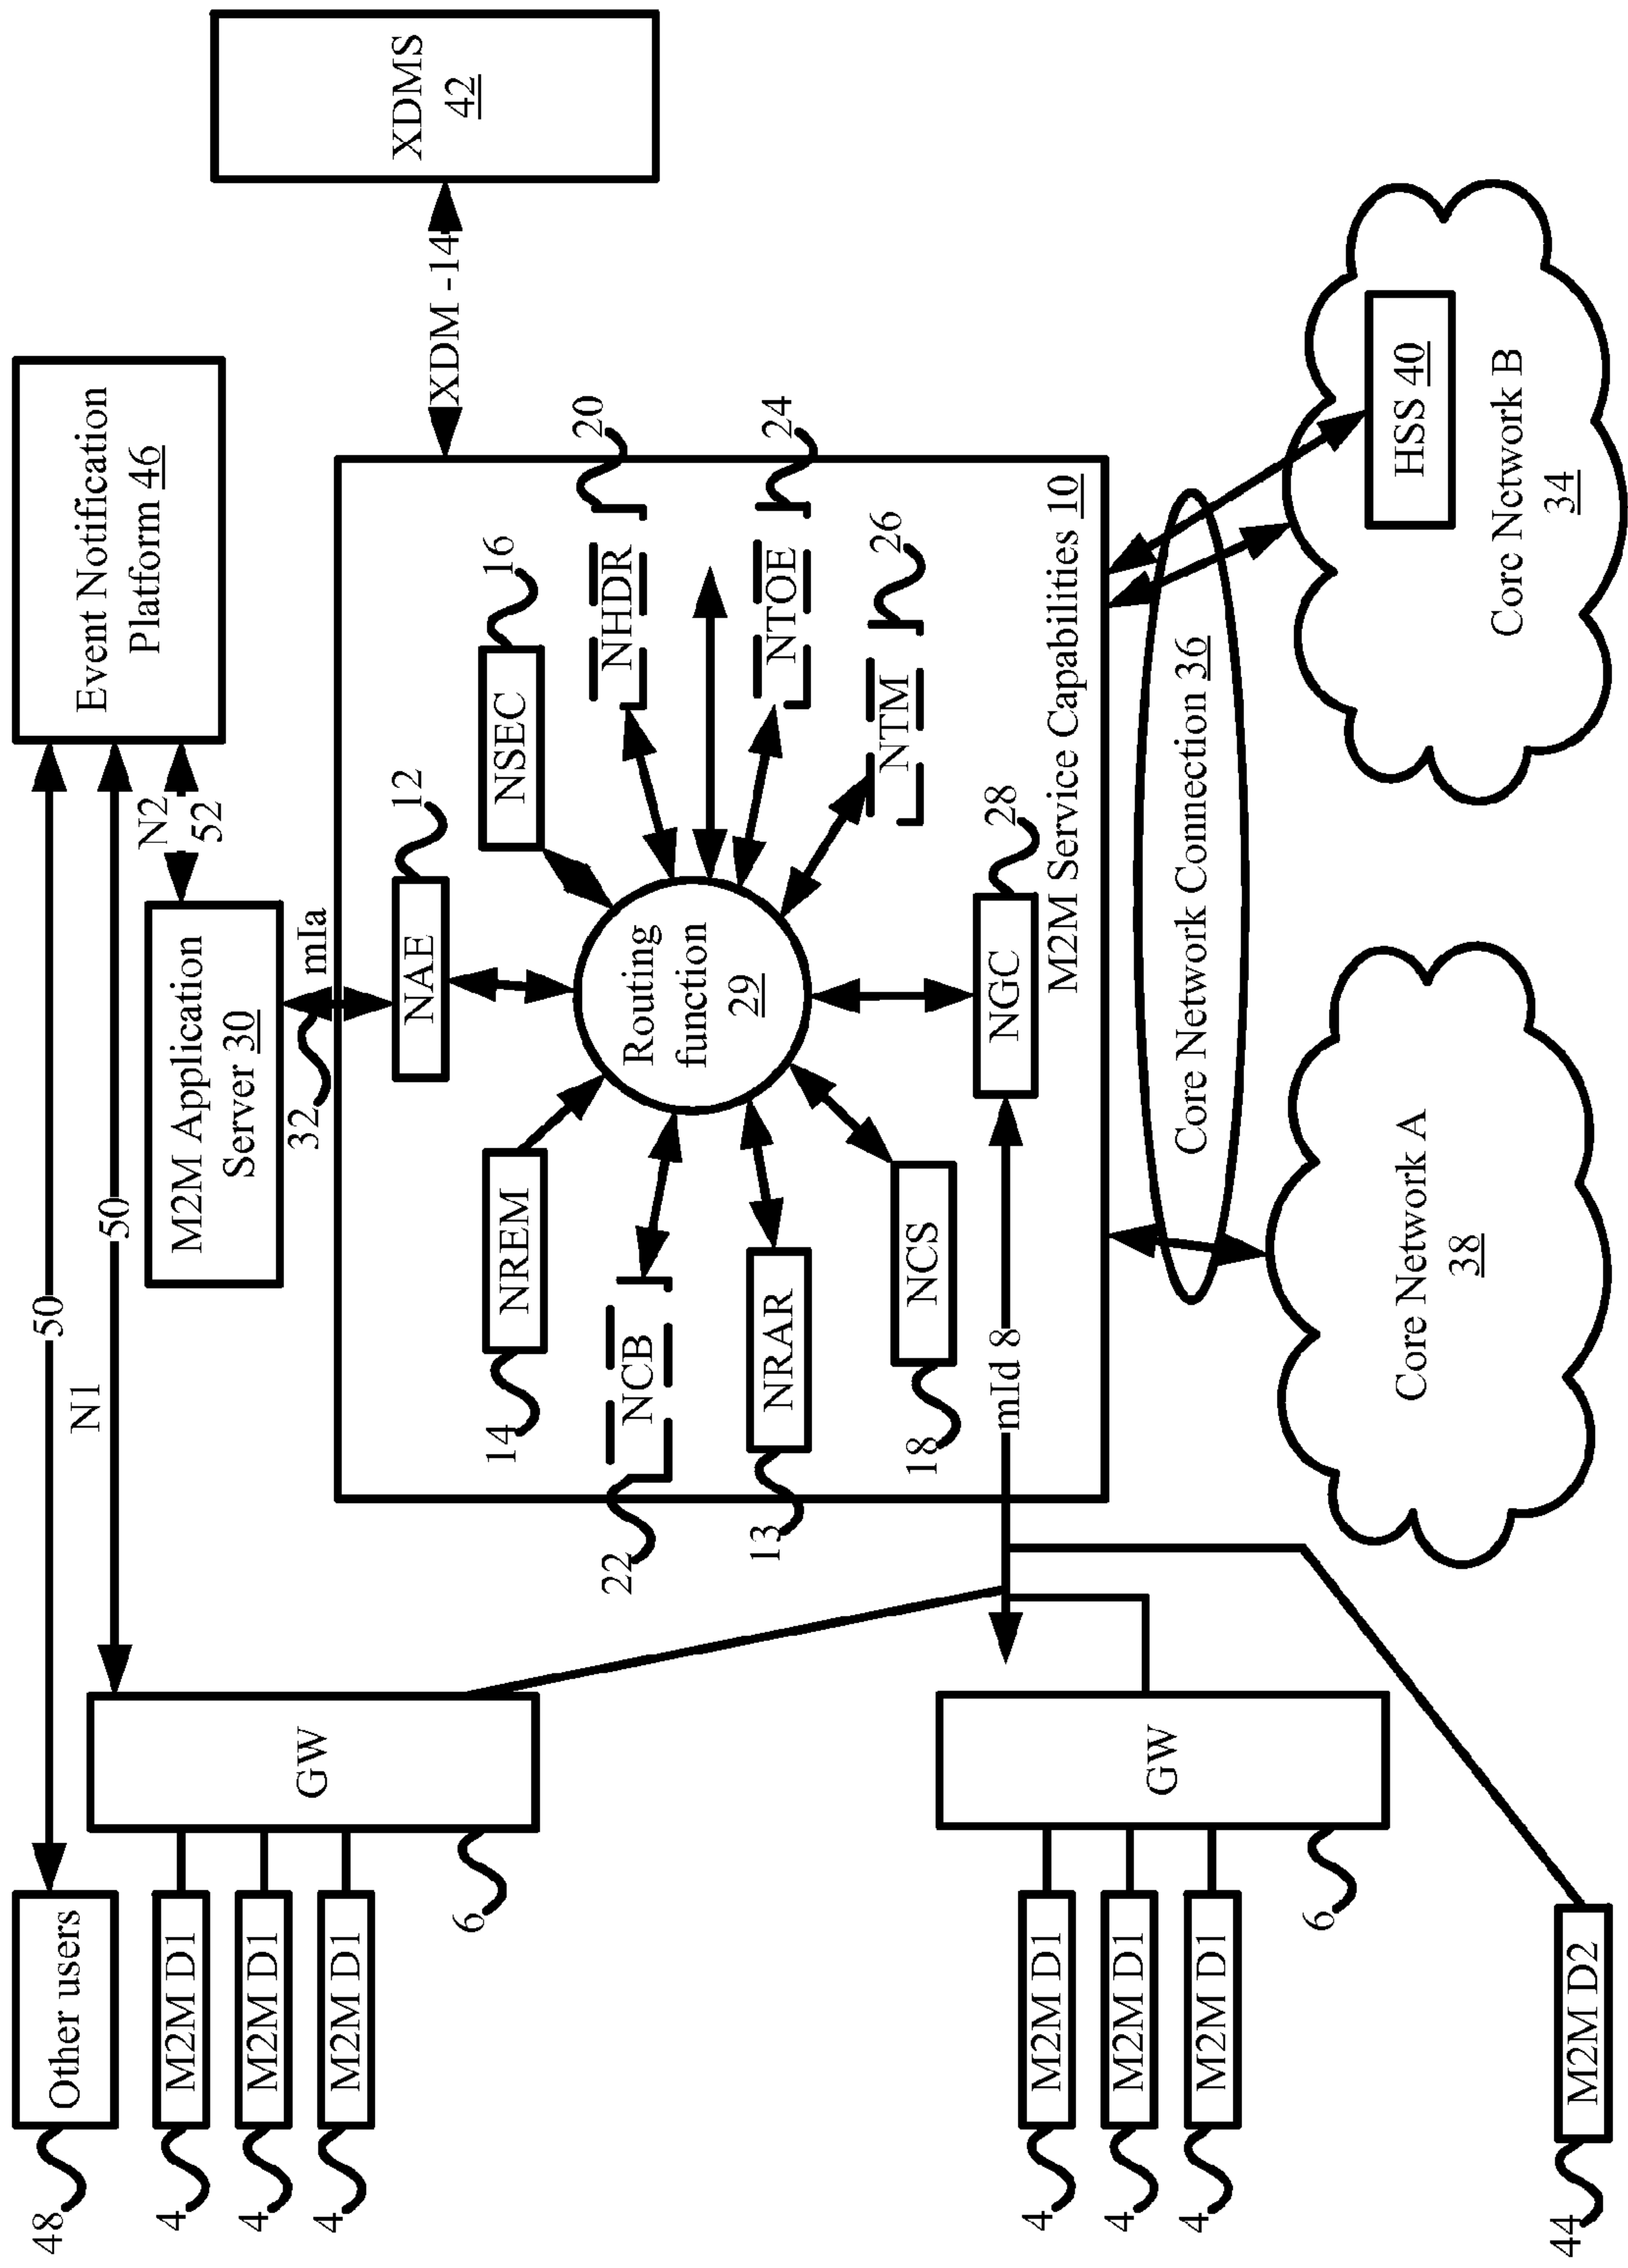 48
Other users
50
N1
50
Event Notification
Platform 46
N2
52
4
M2M D1
4
M2M D1
4
M2M D1
GW
6
M2M Application
Server 30
32
mIa
XDM -14
XDMS
42
NAE
12
14
NREM
NSEC
16
22
NCB
NHDR
20
Routing
function
29
13
NRAR
NTOE
24
18
NCS
NTM
26
mId 8
NGC
28
M2M Service Capabilities 10
4
M2M D1
4
M2M D1
4
M2M D1
GW
6
Core Network Connection 36
Core Network A
38
HSS 40
Core Network B
34
44
M2M D2